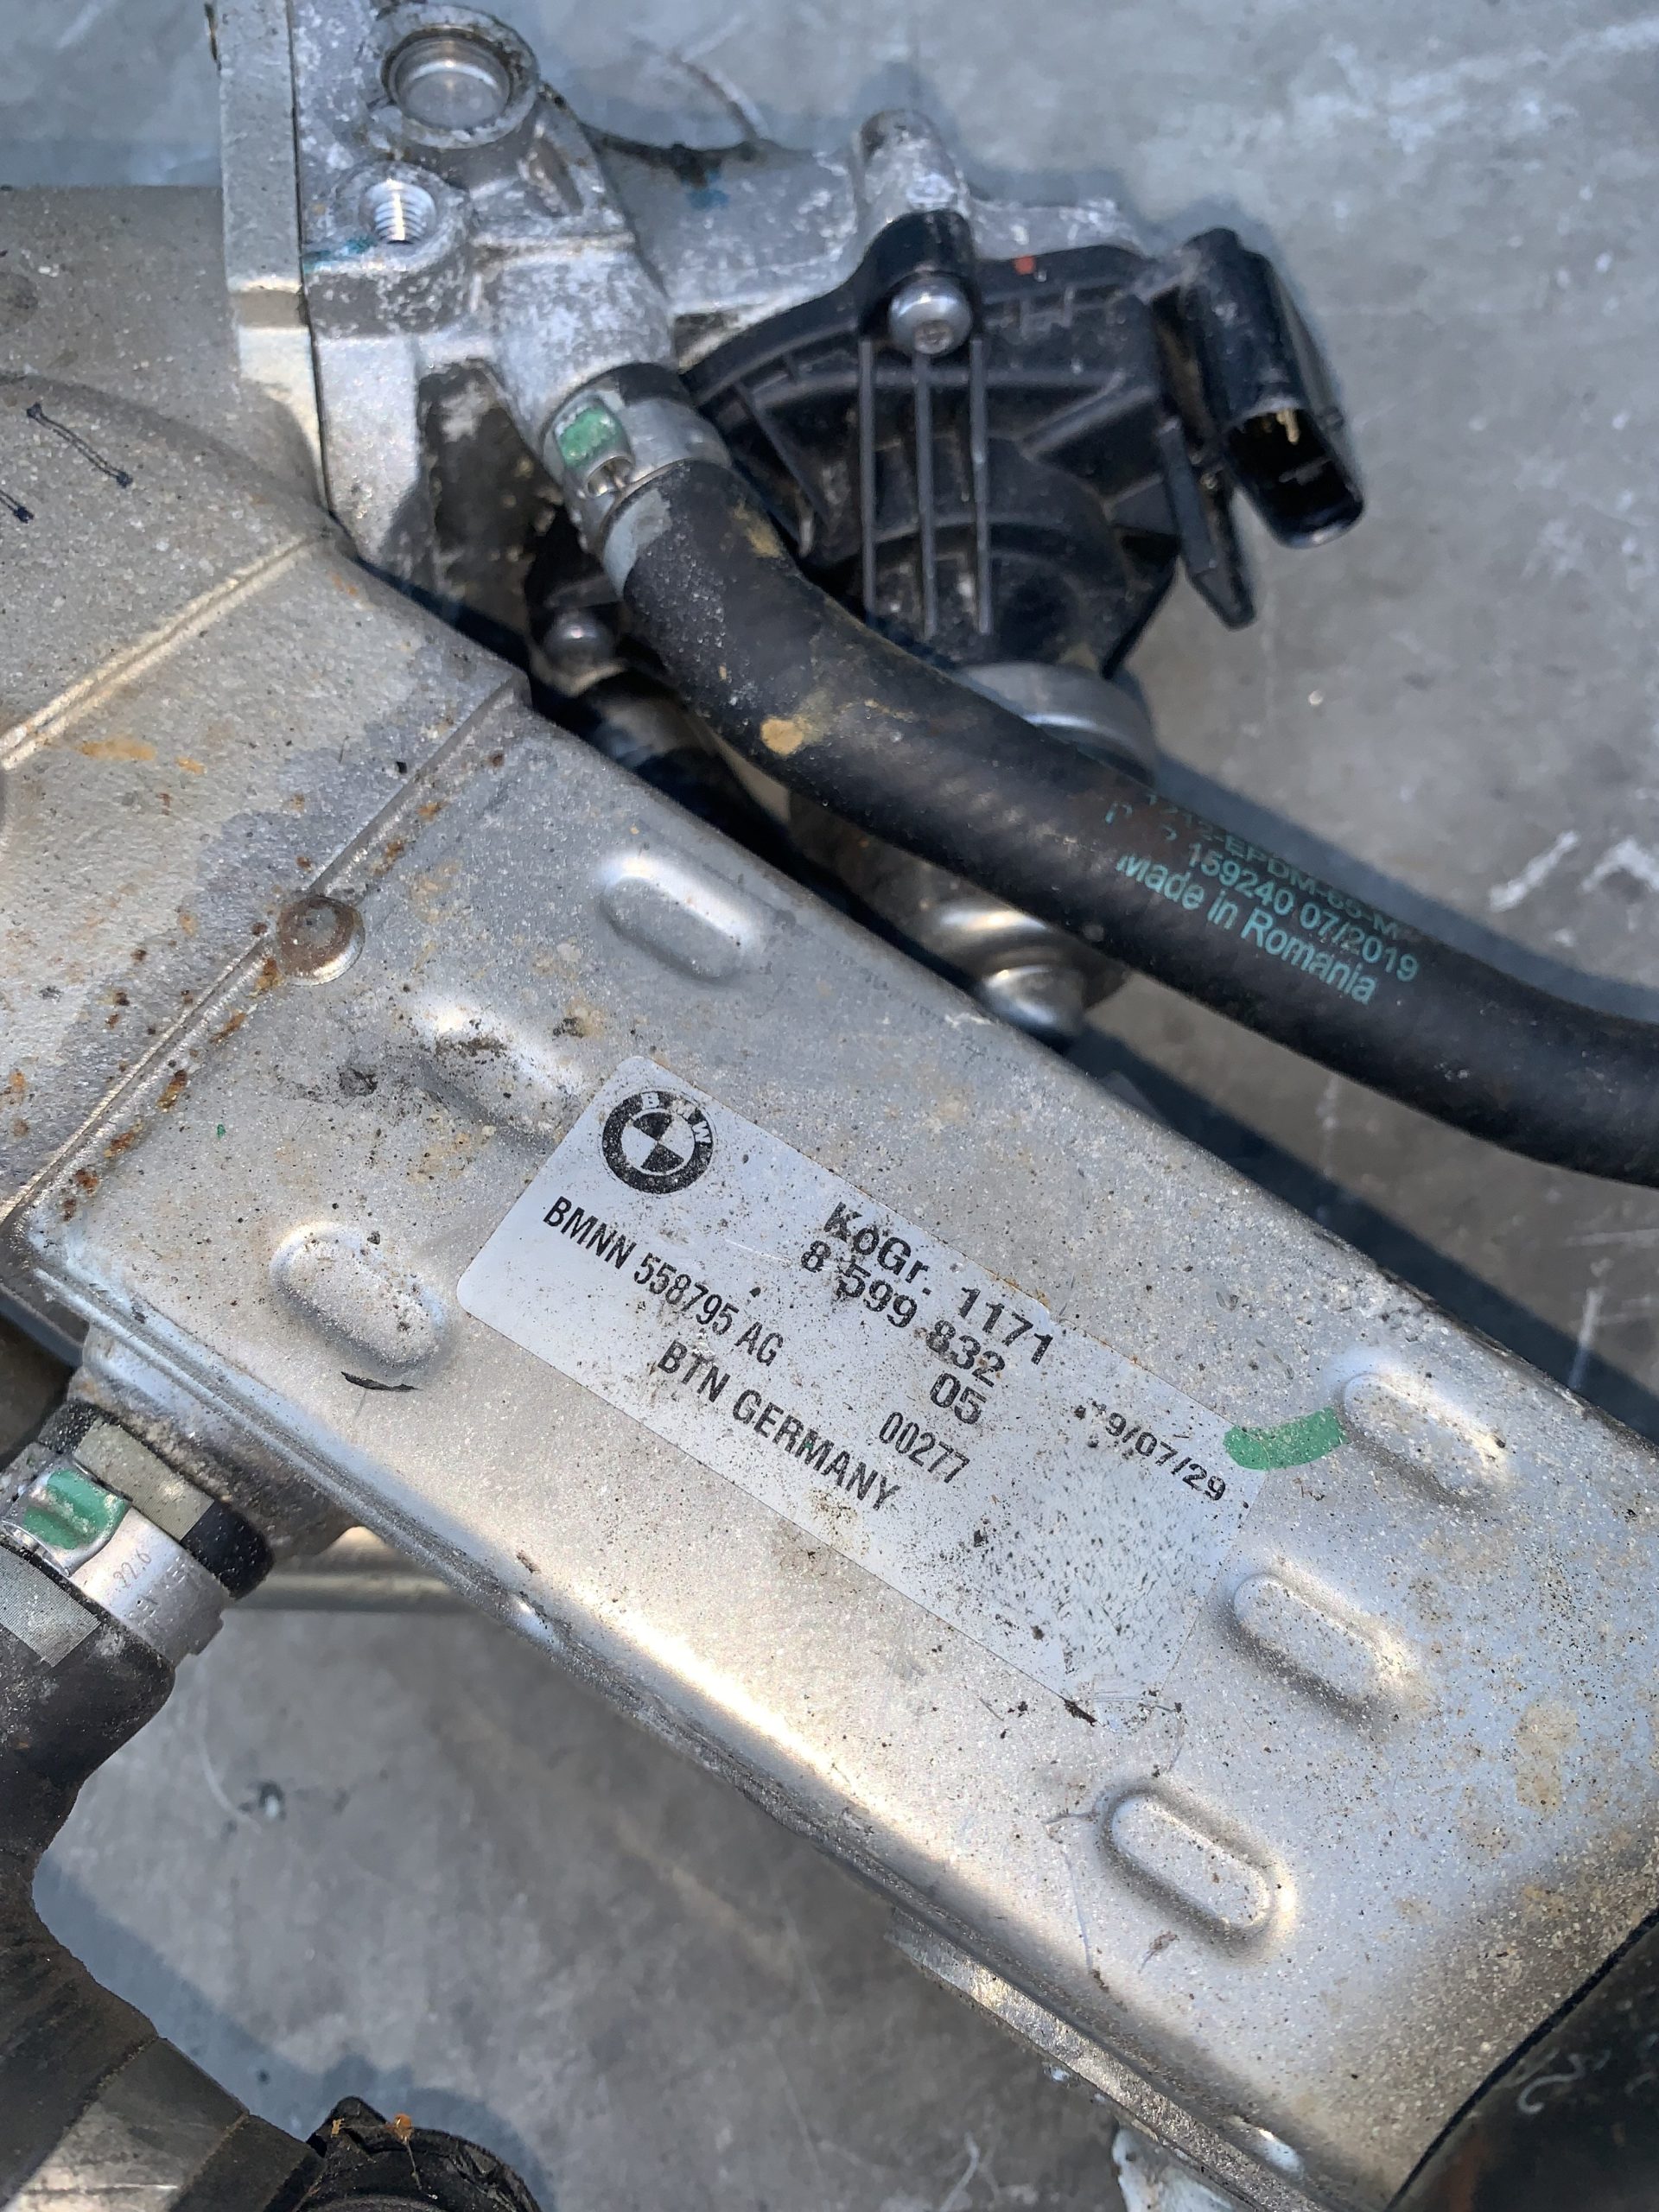 159240 07/2019
Made in Romania
BMW
KoGr. 1171
8 599 832
05
BMNN 558795 AG
00277
BTN GERMANY
9/07/29